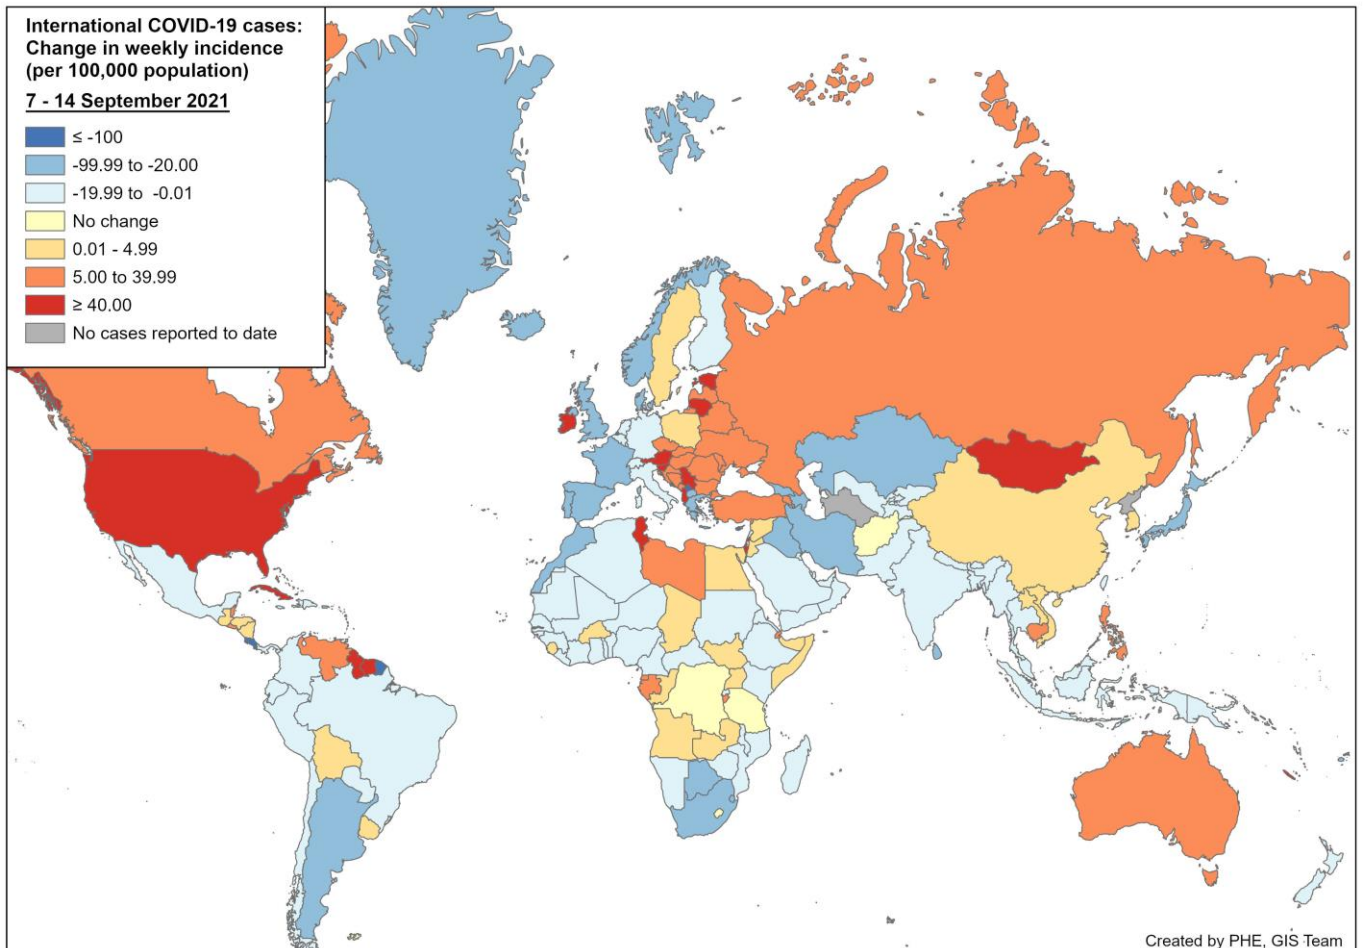 International COVID-19 cases:
Change in weekly incidence
(per 100,000 population)
7 - 14 September 2021
≤ -100
-99.99 to -20.00
-19.99 to -0.01
No change
0.01 - 4.99
5.00 to 39.99
≥ 40.00
No cases reported to date
Created by PHE, GIS Team